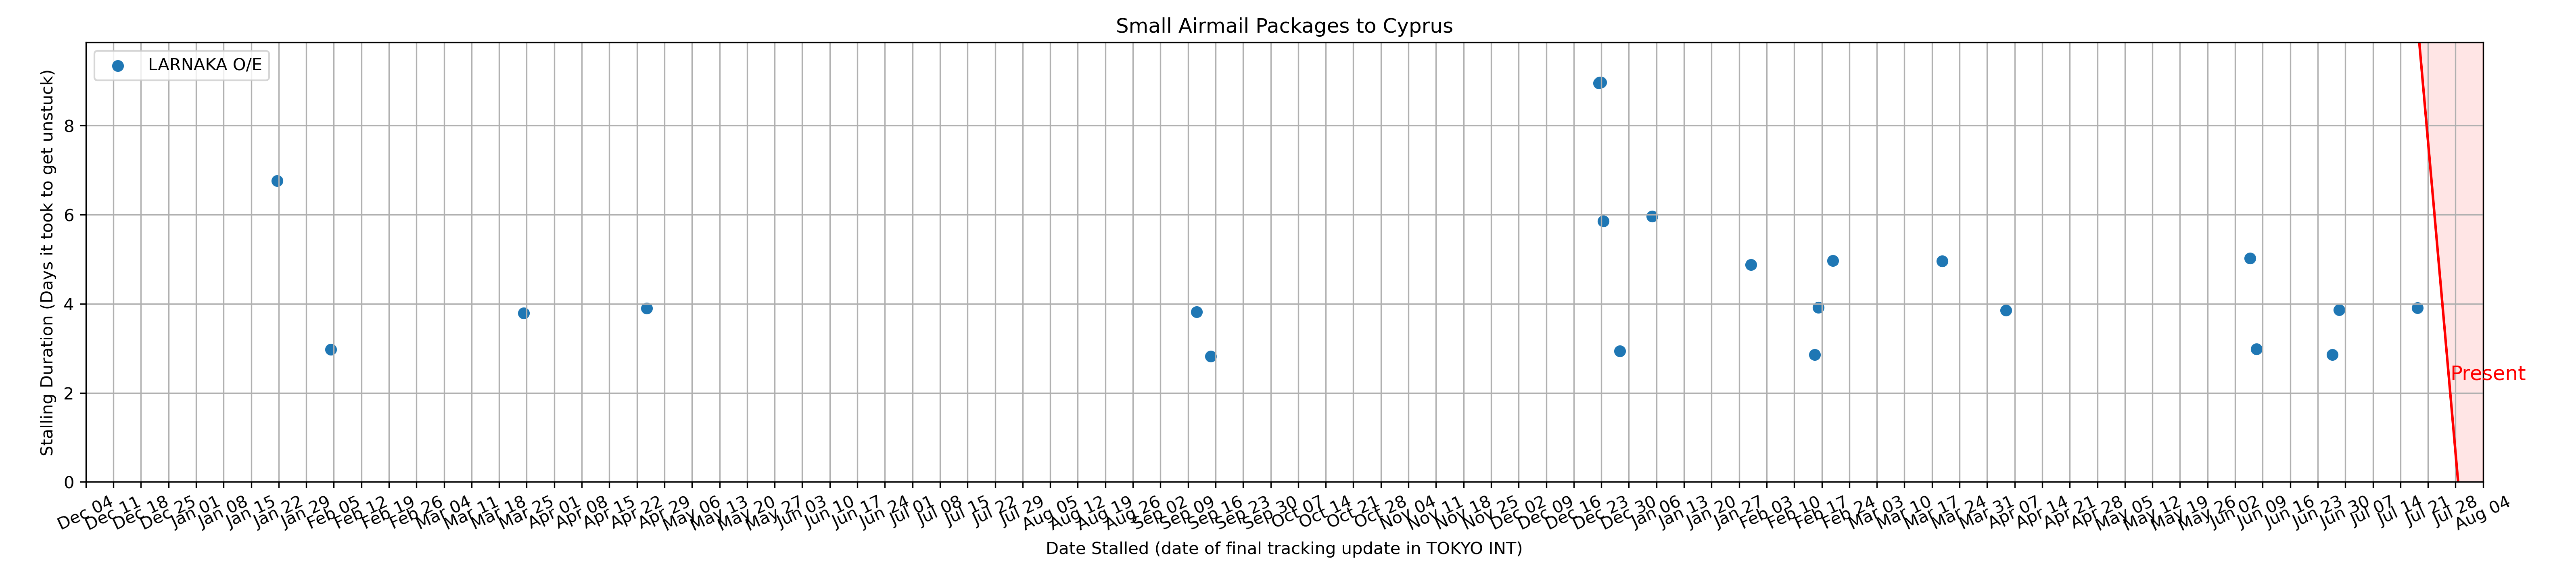 Small Airmail Packages to Cyprus
LARNAKA O/E
Stalling Duration (Days it took to get unstuck)
8
6
4
2
0
Present
Dec 04 Dec 11 Dec 18 Dec 25 Jan 01 Jan 08 Jan 15 Jan 22 Jan 29 Feb 05 Feb 12 Feb 19 Feb 26 Mar 04 Mar 11 Mar 18 Mar 25 Apr 01 Apr 08 Apr 15 Apr 22 Apr 29 May 06 May 13 May 20 May 27 Jun 03 Jun 10 Jun 17 Jun 24 Jul 01 Jul 08 Jul 15 Jul 22 Jul 29 Aug 05 Aug 12 Aug 19 Aug 26 Sep 02 Sep 09 Sep 16 Sep 23 Sep 30 Oct 07 Oct 14 Oct 21 Oct 28 Nov 04 Nov 11 Nov 18 Nov 25 Dec 02 Dec 09 Dec 16 Dec 23 Dec 30 Jan 06 Jan 13 Jan 20 Jan 27 Feb 03 Feb 10 Feb 17 Feb 24 Mar 03 Mar 10 Mar 17 Mar 24 Mar 31 Apr 07 Apr 14 Apr 21 Apr 28 May 05 May 12 May 19 May 26 Jun 02 Jun 09 Jun 16 Jun 23 Jun 30 Jul 07 Jul 14 Jul 21 Jul 28 Aug 04
Date Stalled (date of final tracking update in TOKYO INT)